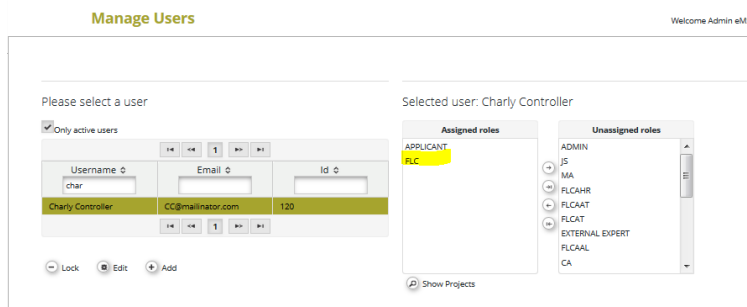 Manage Users
Welcome Admin eM
Please select a user
Only active users
1
Username Email Id
char
Charly Controller CC@mailinator.com 120
1
Lock Edit Add
Selected user: Charly Controller
Assigned roles
APPLICANT
FLC
Unassigned roles
ADMIN
JS
MA
FLCAHR
FLCAAT
FLCAT
EXTERNAL EXPERT
FLCAAL
CA
Show Projects